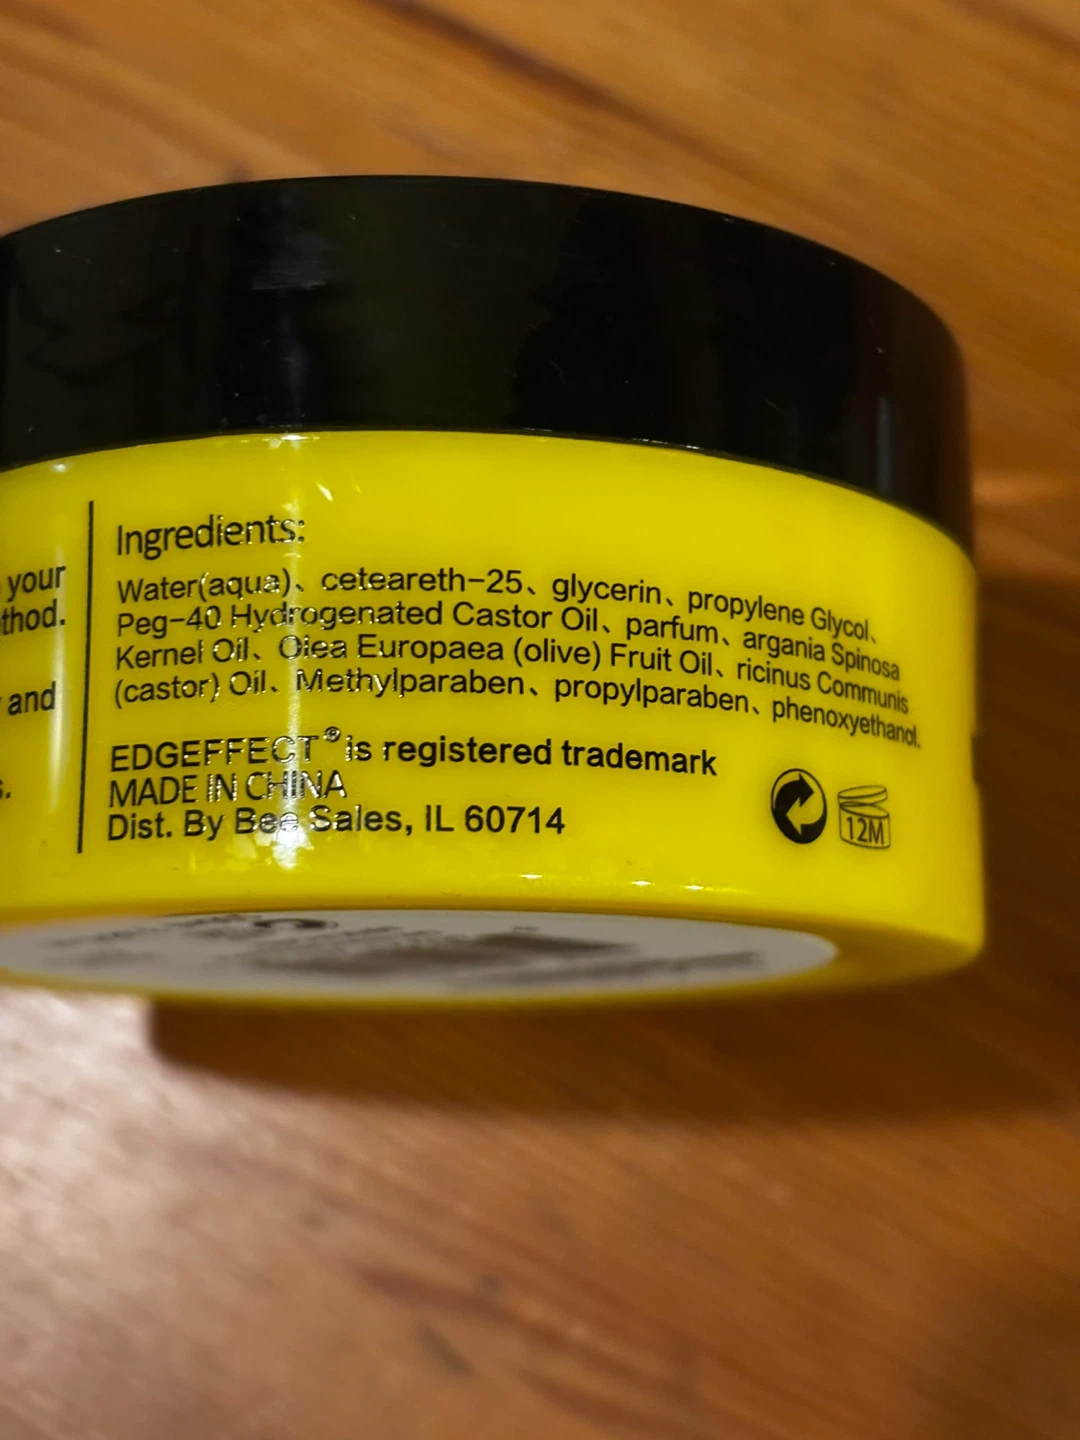 your
thod.
and
s.
Ingredients:
Water(aqua)、ceteareth-25、glycerin、propylene Glycol、
Peg-40 Hydrogenated Castor Oil、parfum、argania Spinosa
Kernel Oil、Olea Europaea (olive) Fruit Oil、ricinus Communis
(castor) Oil、Methylparaben、propylparaben、phenoxyethanol.
EDGEFFECT® is registered trademark
MADE IN CHINA
Dist. By Bee Sales, IL 60714
12M